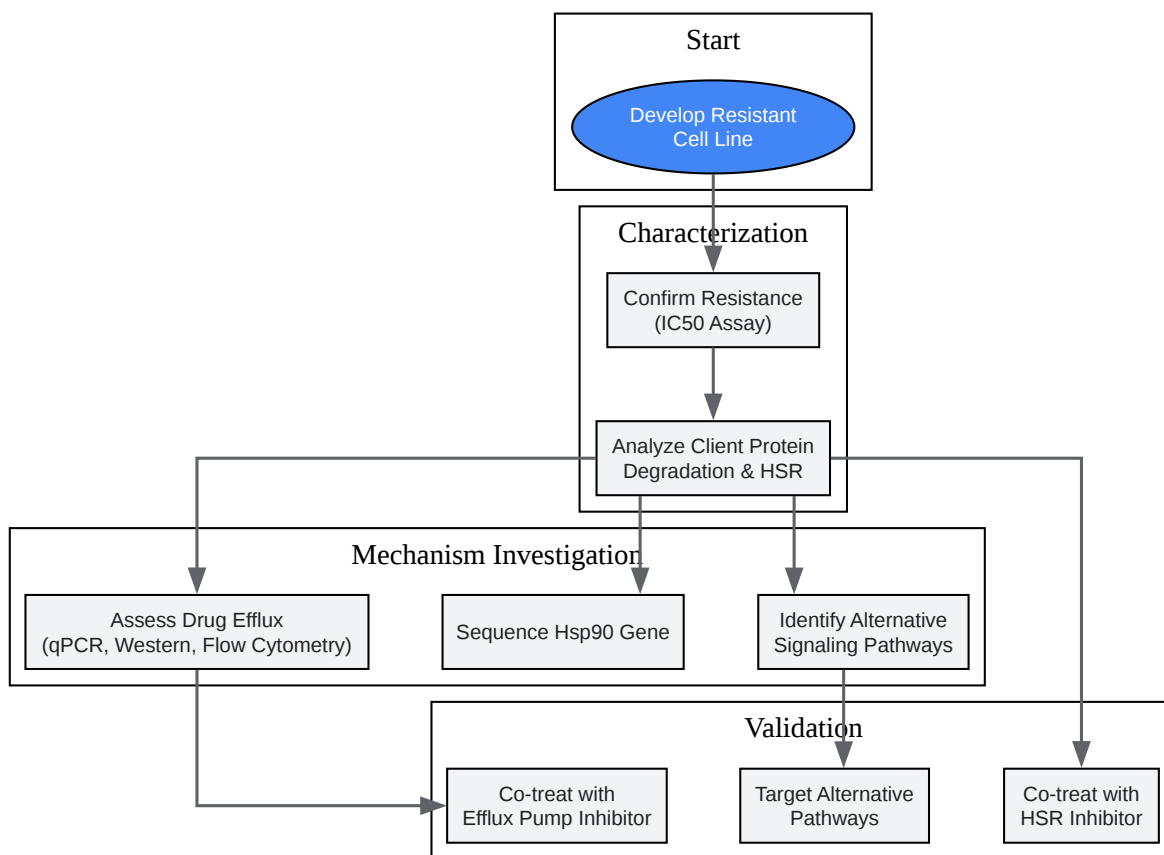 Start
Develop Resistant
Cell Line
Characterization
Confirm Resistance
(IC50 Assay)
Analyze Client Protein
Degradation & HSR
Mechanism Investigation
Assess Drug Efflux
(qPCR, Western, Flow Cytometry)
Sequence Hsp90 Gene
Identify Alternative
Signaling Pathways
Validation
Co-treat with
Efflux Pump Inhibitor
Target Alternative
Pathways
Co-treat with
HSR Inhibitor